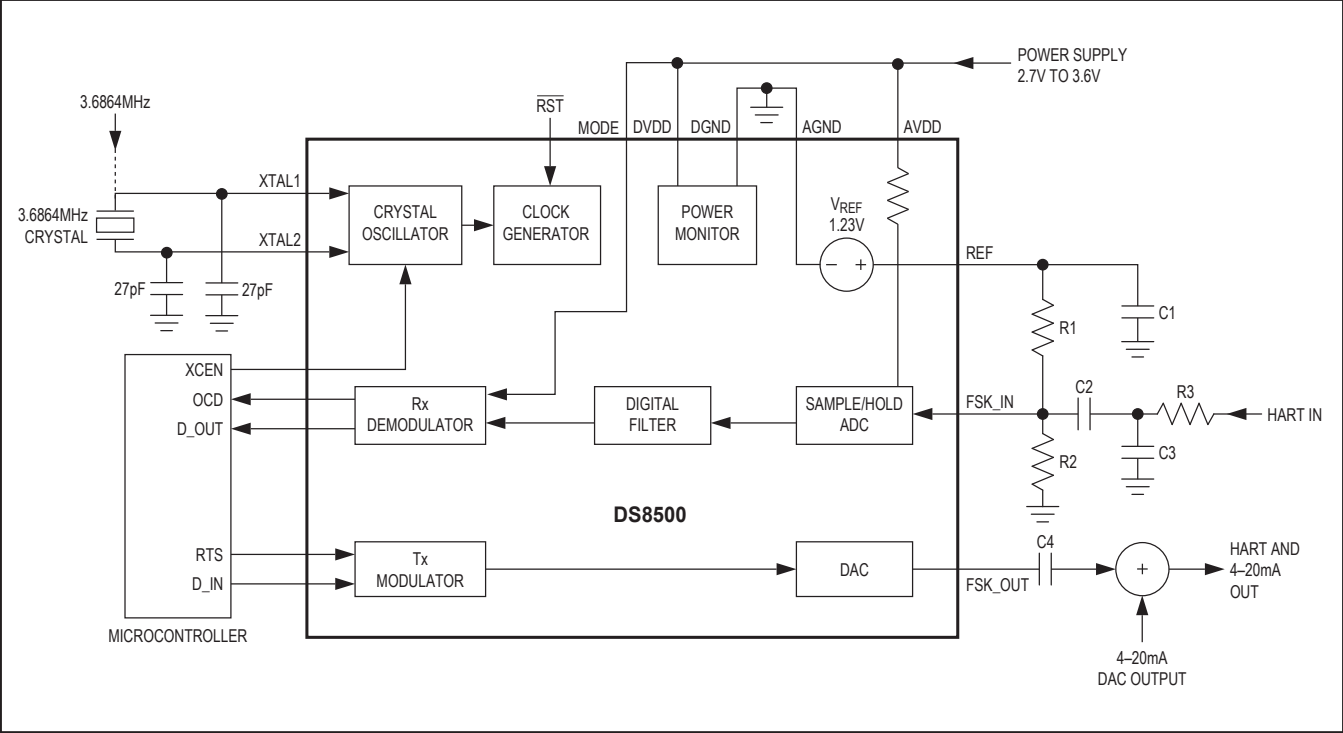 POWER SUPPLY
2.7V TO 3.6V
3.6864MHz
RST
MODE
DVDD
DGND
AGND
AVDD
XTAL1
3.6864MHz
CRYSTAL
XTAL2
CRYSTAL
OSCILLATOR
CLOCK
GENERATOR
POWER
MONITOR
VREF
1.23V
− +
REF
27pF
27pF
R1
C1
XCEN
OCD
D_OUT
Rx
DEMODULATOR
DIGITAL
FILTER
SAMPLE/HOLD
ADC
FSK_IN
C2
R3
HART IN
R2
C3
DS8500
RTS
D_IN
Tx
MODULATOR
DAC
FSK_OUT
C4
+
HART AND
4–20mA
OUT
MICROCONTROLLER
4–20mA
DAC OUTPUT